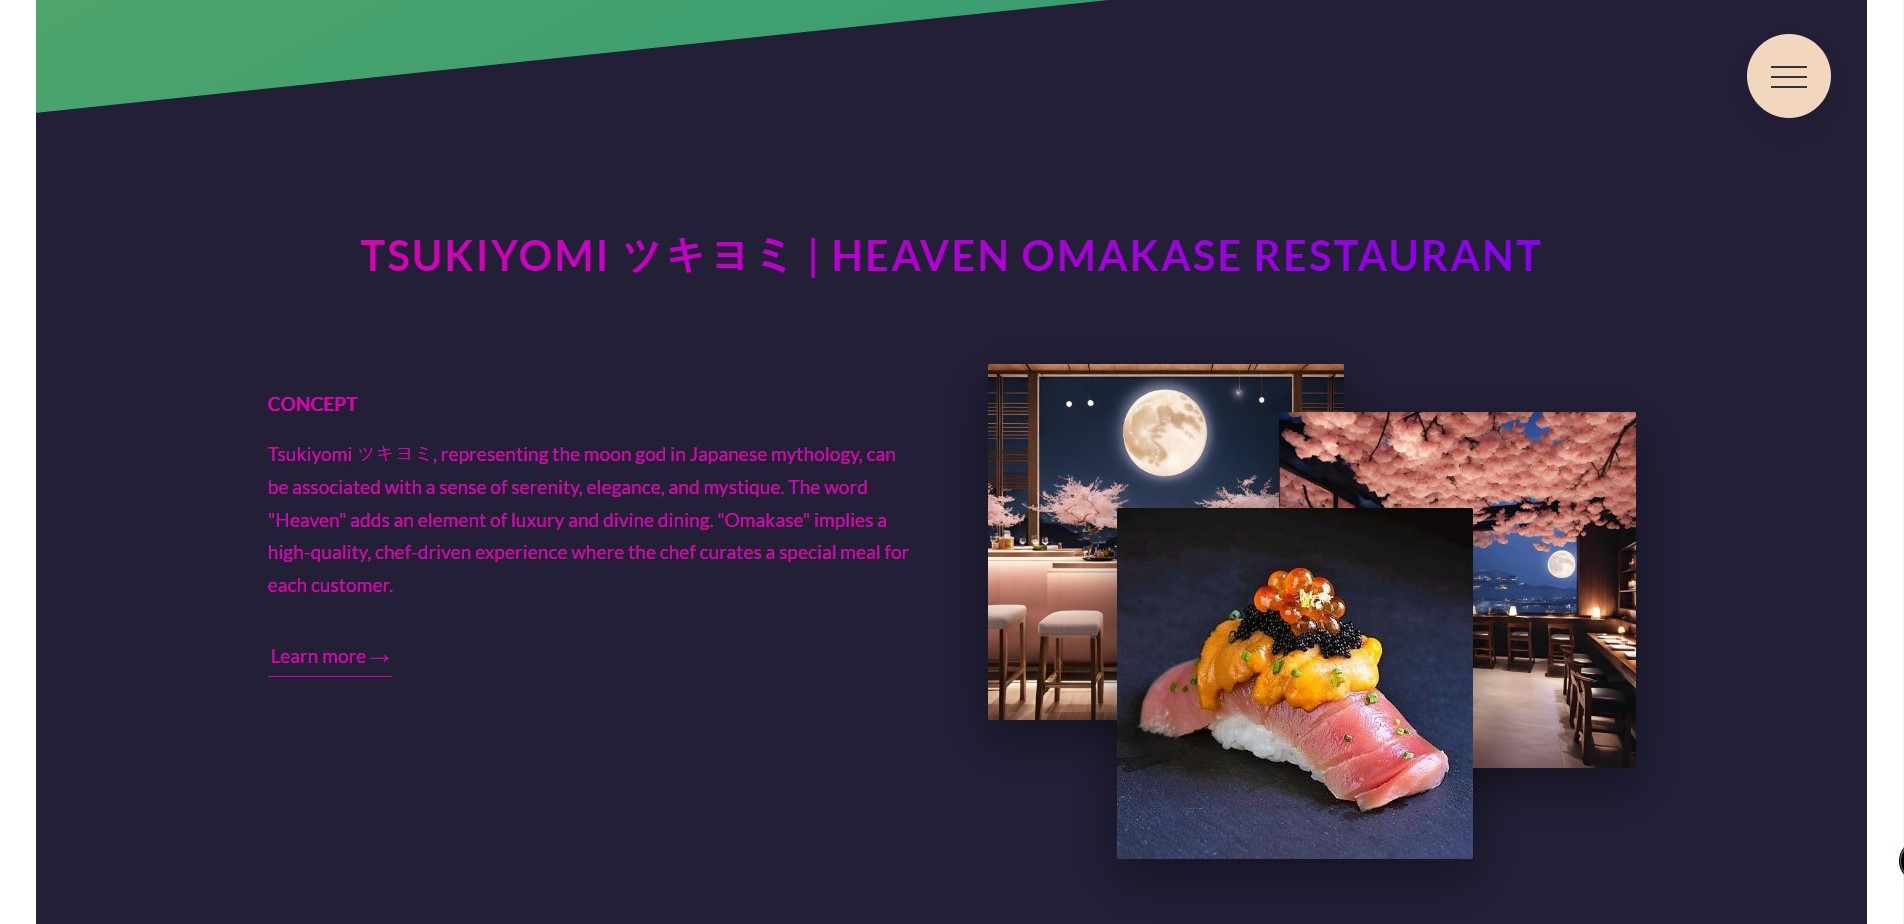 TSUKIYOMI ツキヨミ | HEAVEN OMAKASE RESTAURANT
CONCEPT
Tsukiyomi ツキヨミ, representing the moon god in Japanese mythology, can
be associated with a sense of serenity, elegance, and mystique. The word
"Heaven" adds an element of luxury and divine dining. "Omakase" implies a
high-quality, chef-driven experience where the chef curates a special meal for
each customer.
Learn more →